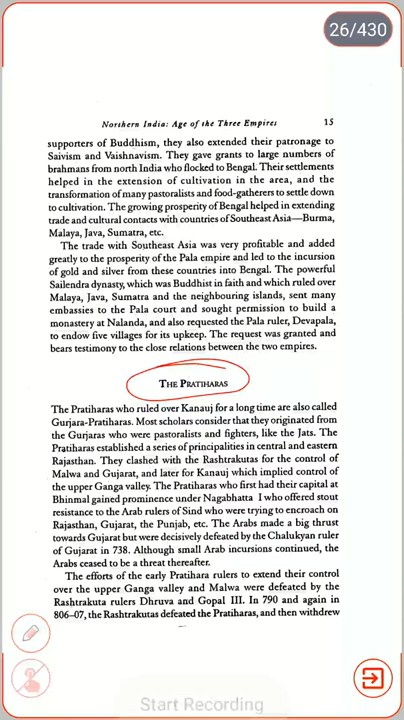 26/430
Northern India: Age of the Three Empires 15
supporters of Buddhism, they also extended their patronage to
Saivism and Vaishnavism. They gave grants to large numbers of
brahmans from north India who flocked to Bengal. Their settlements
helped in the extension of cultivation in the area, and the
transformation of many pastoralists and food-gatherers to settle down
to cultivation. The growing prosperity of Bengal helped in extending
trade and cultural contacts with countries of Southeast Asia—Burma,
Malaya, Java, Sumatra, etc.
The trade with Southeast Asia was very profitable and added
greatly to the prosperity of the Pala empire and led to the incursion
of gold and silver from these countries into Bengal. The powerful
Sailendra dynasty, which was Buddhist in faith and which ruled over
Malaya, Java, Sumatra and the neighbouring islands, sent many
embassies to the Pala court and sought permission to build a
monastery at Nalanda, and also requested the Pala ruler, Devapala,
to endow five villages for its upkeep. The request was granted and
bears testimony to the close relations between the two empires.
THE PRATIHARAS
The Pratiharas who ruled over Kanauj for a long time are also called
Gurjara-Pratiharas. Most scholars consider that they originated from
the Gurjaras who were pastoralists and fighters, like the Jats. The
Pratiharas established a series of principalities in central and eastern
Rajasthan. They clashed with the Rashtrakutas for the control of
Malwa and Gujarat, and later for Kanauj which implied control of
the upper Ganga valley. The Pratiharas who first had their capital at
Bhinmal gained prominence under Nagabhatta I who offered stout
resistance to the Arab rulers of Sind who were trying to encroach on
Rajasthan, Gujarat, the Punjab, etc. The Arabs made a big thrust
towards Gujarat but were decisively defeated by the Chalukyan ruler
of Gujarat in 738. Although small Arab incursions continued, the
Arabs ceased to be a threat thereafter.
The efforts of the early Pratihara rulers to extend their control
over the upper Ganga valley and Malwa were defeated by the
Rashtrakuta rulers Dhruva and Gopal III. In 790 and again in
806–07, the Rashtrakutas defeated the Pratiharas, and then withdrew
Start Recording